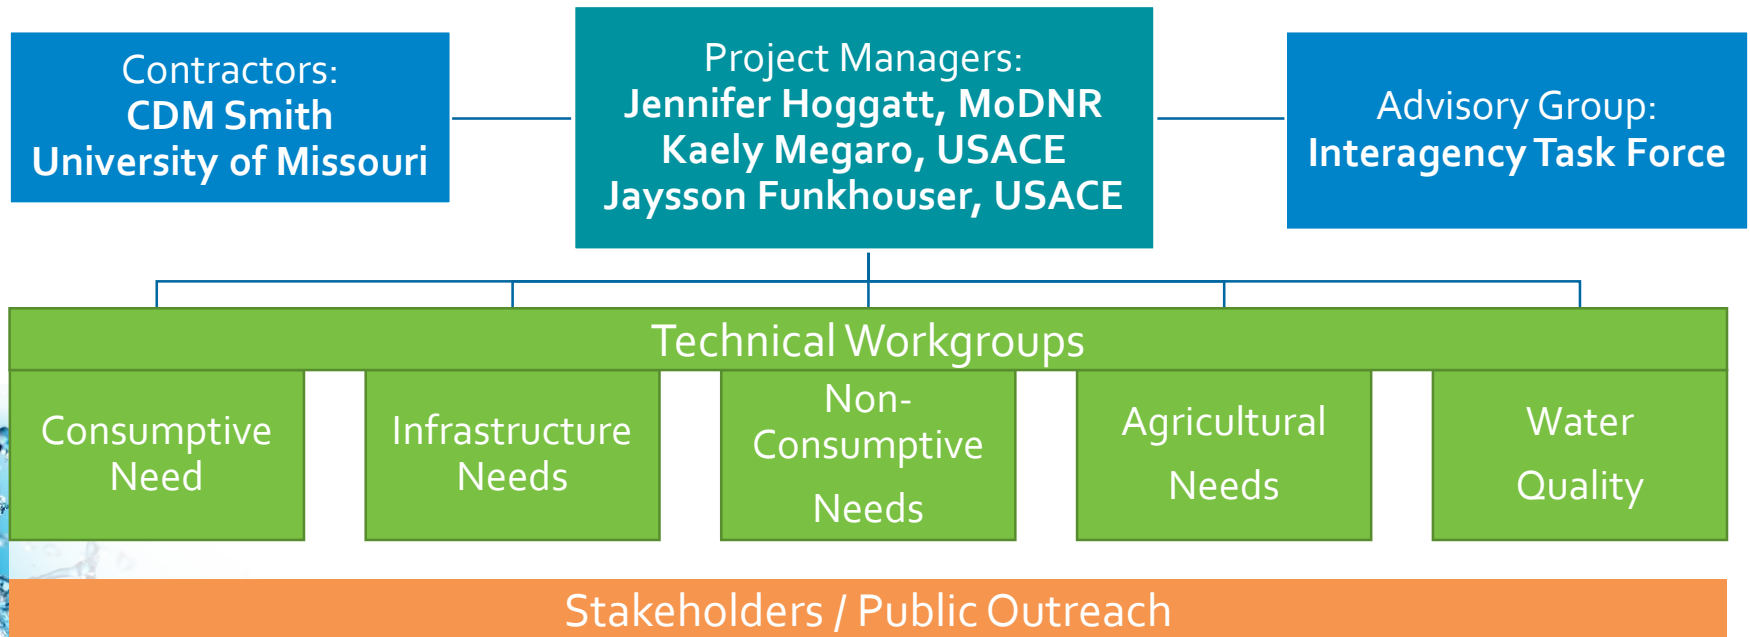 Contractors:
CDM Smith
University of Missouri
Project Managers:
Jennifer Hoggatt, MoDNR
Kaely Megaro, USACE
Jaysson Funkhouser, USACE
Advisory Group:
Interagency Task Force
Technical Workgroups
Consumptive
Need
Infrastructure
Needs
Non-
Consumptive
Needs
Agricultural
Needs
Water
Quality
Stakeholders / Public Outreach